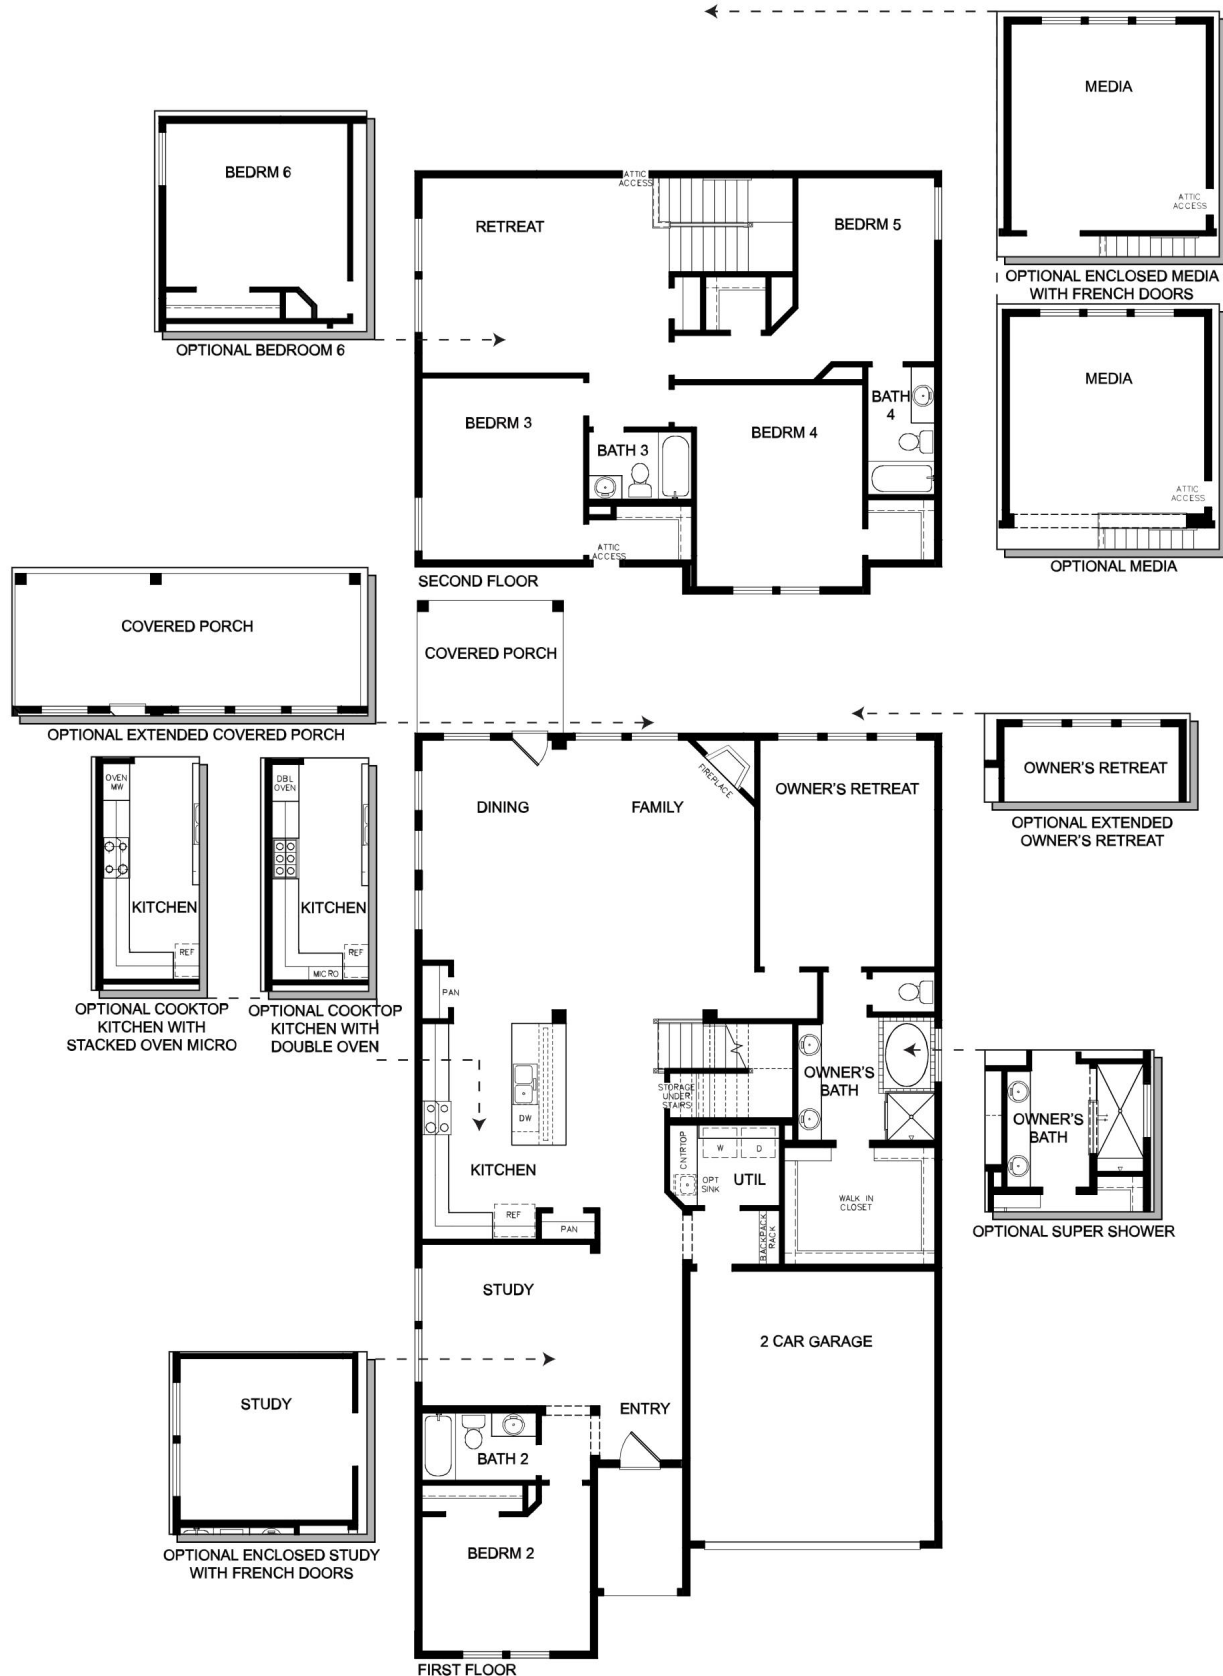 MEDIA
ATTIC
ACCESS
OPTIONAL ENCLOSED MEDIA
WITH FRENCH DOORS
BEDRM 6
OPTIONAL BEDROOM 6
ATTIC
ACCESS
RETREAT
BEDRM 5
BEDRM 3
BATH 3
BEDRM 4
BATH
4
ATTIC
ACCESS
SECOND FLOOR
MEDIA
ATTIC
ACCESS
OPTIONAL MEDIA
COVERED PORCH
OPTIONAL EXTENDED COVERED PORCH
COVERED PORCH
OVEN
MW
KITCHEN
REF
OPTIONAL COOKTOP
KITCHEN WITH
STACKED OVEN MICRO
DBL
OVEN
KITCHEN
REF
MICRO
OPTIONAL COOKTOP
KITCHEN WITH
DOUBLE OVEN
DINING
FAMILY
FIREPLACE
OWNER'S RETREAT
OWNER'S RETREAT
OPTIONAL EXTENDED
OWNER'S RETREAT
PAN
STORAGE
UNDER
STAIRS
OWNER'S
BATH
DW
KITCHEN
REF
PAN
CNTRTOP
W
D
OPT
SINK
UTIL
BACKPACK
RACK
WALK IN
CLOSET
OWNER'S
BATH
OPTIONAL SUPER SHOWER
STUDY
2 CAR GARAGE
STUDY
OPTIONAL ENCLOSED STUDY
WITH FRENCH DOORS
ENTRY
BATH 2
BEDRM 2
FIRST FLOOR